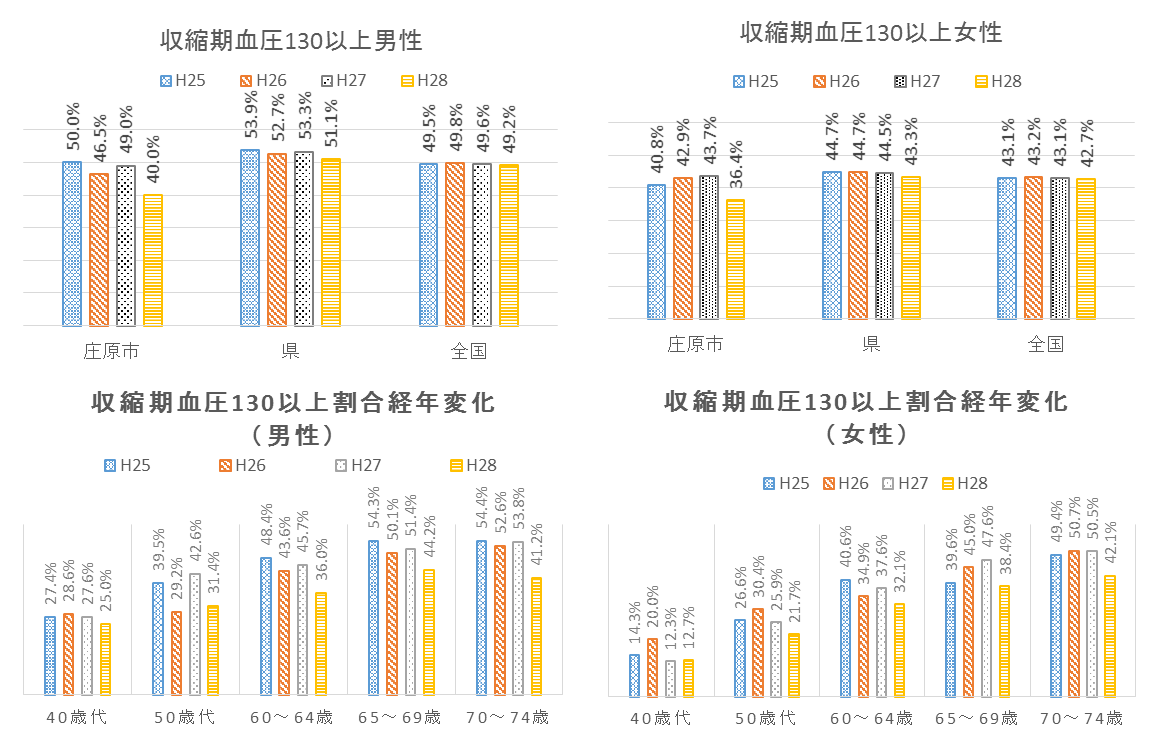 収縮期血圧130以上男性
H25 H26 H27 H28
50.0% 46.5% 49.0% 40.0% 53.9% 52.7% 53.3% 51.1% 49.5% 49.8% 49.6% 49.2%
庄原市 県 全国
収縮期血圧130以上女性
H25 H26 H27 H28
40.8% 42.9% 43.7% 36.4% 44.7% 44.7% 44.5% 43.3% 43.1% 43.2% 43.1% 42.7%
庄原市 県 全国
収縮期血圧130以上割合経年変化
（男性）
H25 H26 H27 H28
27.4% 28.6% 27.6% 25.0% 39.5% 29.2% 42.6% 31.4% 48.4% 43.6% 45.7% 36.0% 54.3% 50.1% 51.4% 44.2% 54.4% 52.6% 53.8% 41.2%
40歳代 50歳代 60～64歳 65～69歳 70～74歳
収縮期血圧130以上割合経年変化
（女性）
H25 H26 H27 H28
14.3% 20.0% 12.3% 12.7% 26.6% 30.4% 25.9% 21.7% 40.6% 34.9% 37.6% 32.1% 39.6% 45.0% 47.6% 38.4% 49.4% 50.7% 50.5% 42.1%
40歳代 50歳代 60～64歳 65～69歳 70～74歳